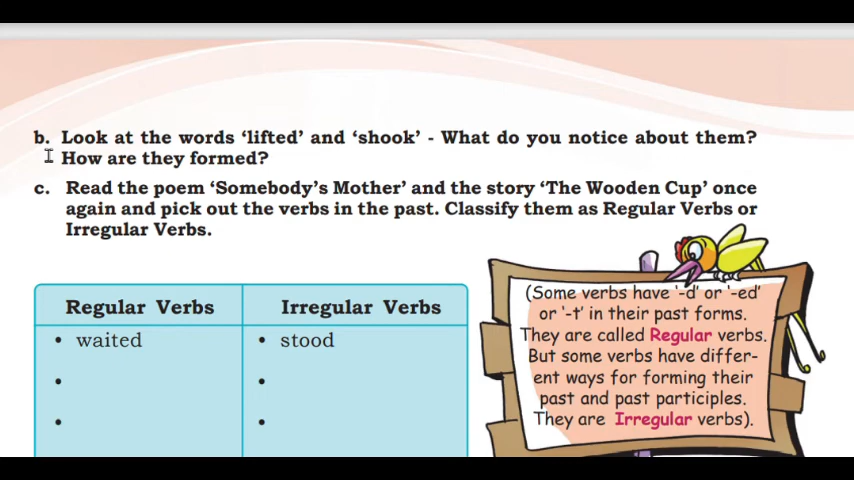 b. Look at the words ‘lifted’ and ‘shook’ - What do you notice about them?
How are they formed?
c. Read the poem ‘Somebody’s Mother’ and the story ‘The Wooden Cup’ once
again and pick out the verbs in the past. Classify them as Regular Verbs or
Irregular Verbs.
Regular Verbs
Irregular Verbs
• waited
• stood
•
•
•
•
(Some verbs have ‘-d’ or ‘-ed’
or ‘-t’ in their past forms.
They are called Regular verbs.
But some verbs have differ-
ent ways for forming their
past and past participles.
They are Irregular verbs).